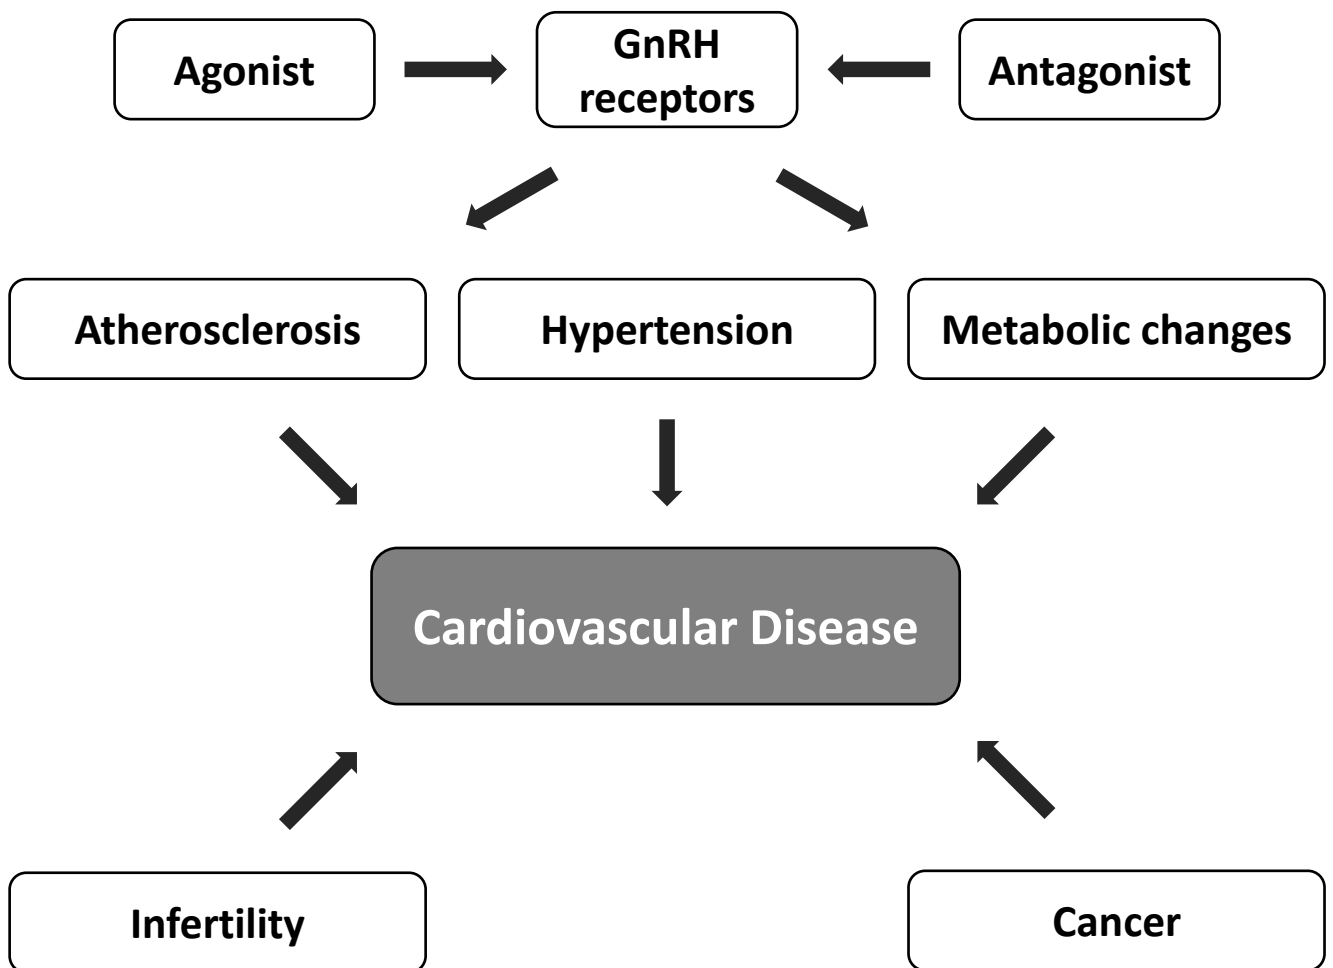 Agonist
GnRH
receptors
Antagonist
Atherosclerosis
Hypertension
Metabolic changes
Cardiovascular Disease
Infertility
Cancer